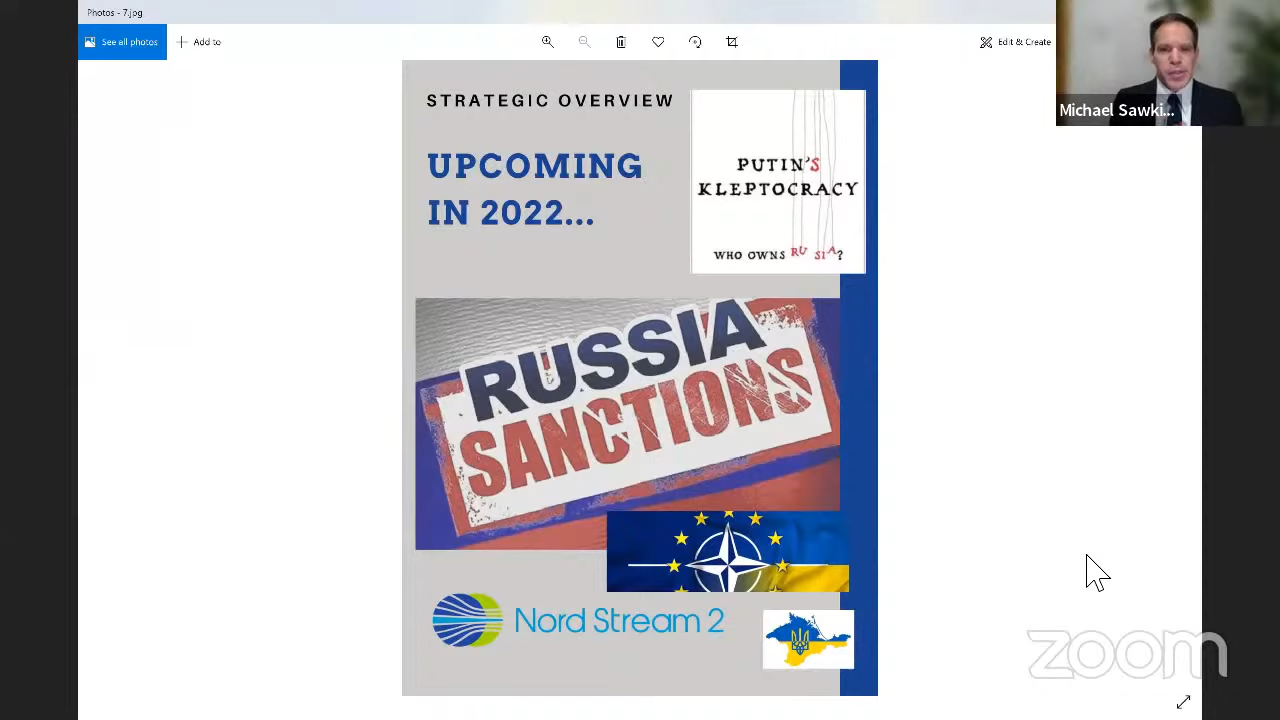 Photos - 7.jpg
See all photos
Add to
Edit & Create
Michael Sawki...
STRATEGIC OVERVIEW
UPCOMING
IN 2022...
PUTIN'S
KLEPTOCRACY
WHO OWNS RUSSIA?
RUSSIA
SANCTIONS
Nord Stream 2
zoom